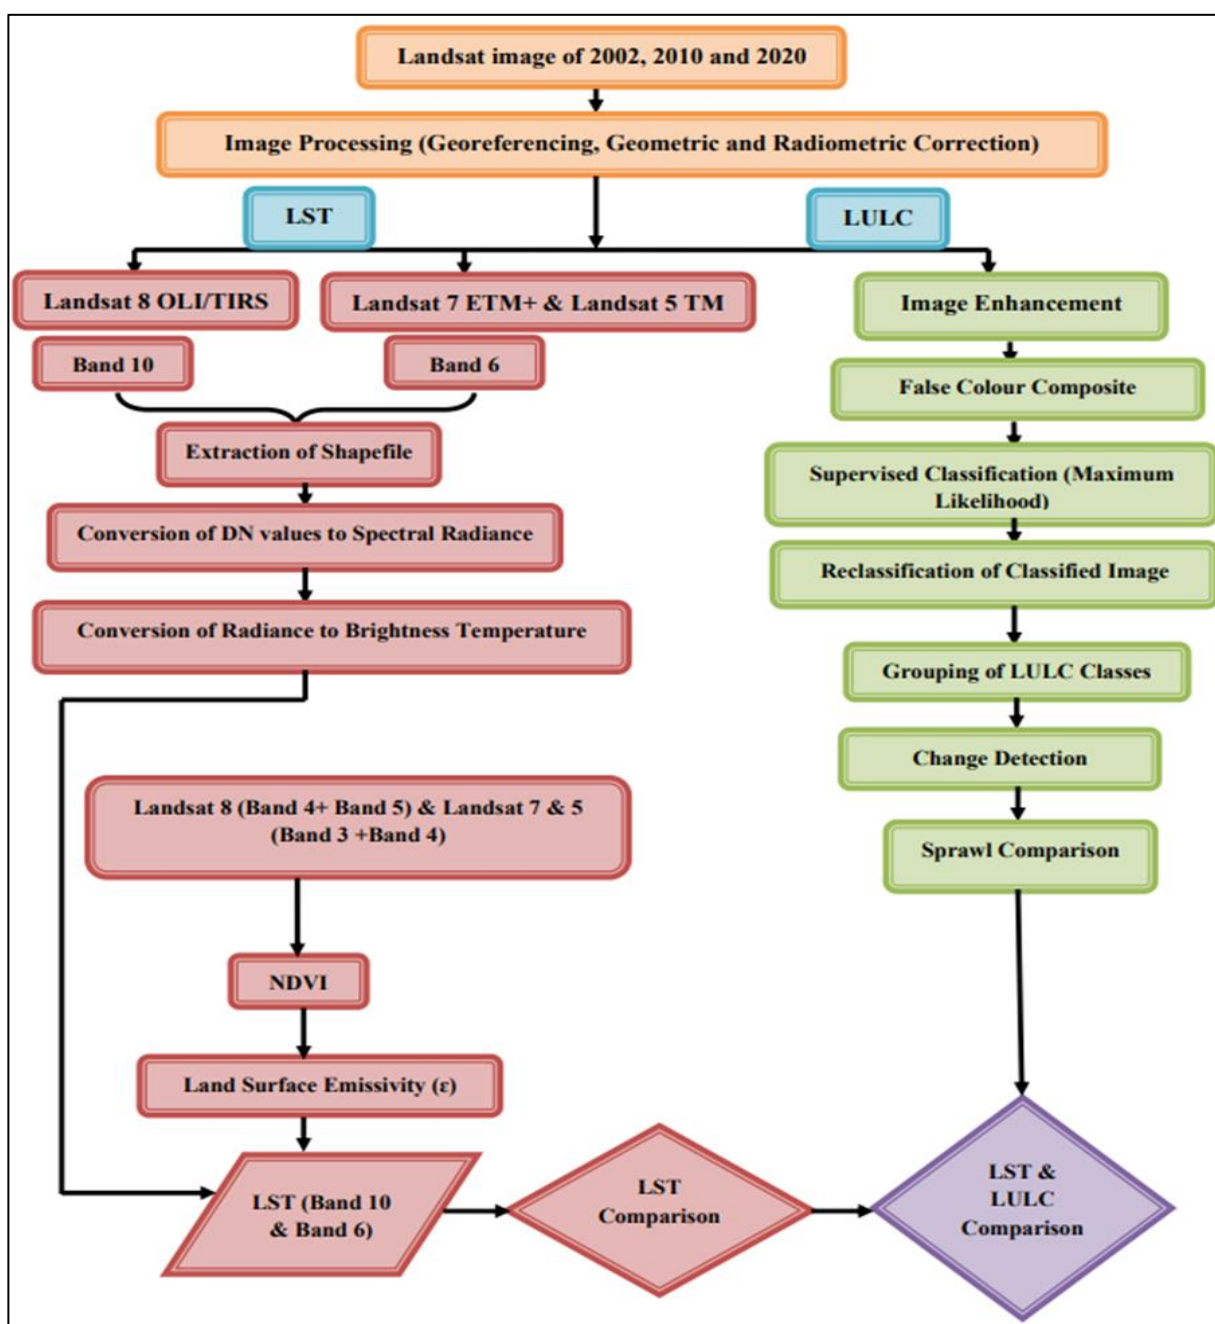 Landsat image of 2002, 2010 and 2020
Image Processing (Georeferencing, Geometric and Radiometric Correction)
LST
LULC
Landsat 8 OLI/TIRS
Landsat 7 ETM+ & Landsat 5 TM
Band 10
Band 6
Extraction of Shapefile
Conversion of DN values to Spectral Radiance
Conversion of Radiance to Brightness Temperature
Landsat 8 (Band 4+ Band 5) & Landsat 7 & 5
(Band 3 +Band 4)
NDVI
Land Surface Emissivity (ε)
LST (Band 10
& Band 6)
LST
Comparison
Image Enhancement
False Colour Composite
Supervised Classification (Maximum
Likelihood)
Reclassification of Classified Image
Grouping of LULC Classes
Change Detection
Sprawl Comparison
LST &
LULC
Comparison